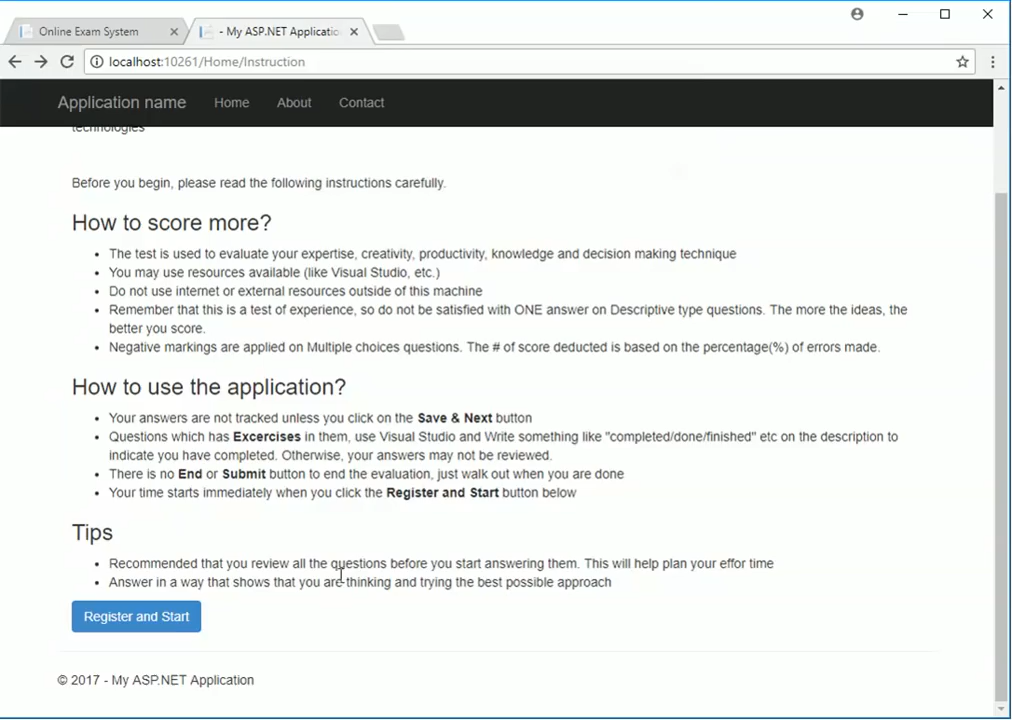 Online Exam System
- My ASP.NET Applicatio
localhost:10261/Home/Instruction
Application name Home About Contact
technologies
Before you begin, please read the following instructions carefully.
How to score more?
The test is used to evaluate your expertise, creativity, productivity, knowledge and decision making technique
You may use resources available (like Visual Studio, etc.)
Do not use internet or external resources outside of this machine
Remember that this is a test of experience, so do not be satisfied with ONE answer on Descriptive type questions. The more the ideas, the
better you score.
Negative markings are applied on Multiple choices questions. The # of score deducted is based on the percentage(%) of errors made.
How to use the application?
Your answers are not tracked unless you click on the Save & Next button
Questions which has Excercises in them, use Visual Studio and Write something like "completed/done/finished" etc on the description to
indicate you have completed. Otherwise, your answers may not be reviewed.
There is no End or Submit button to end the evaluation, just walk out when you are done
Your time starts immediately when you click the Register and Start button below
Tips
Recommended that you review all the questions before you start answering them. This will help plan your effor time
Answer in a way that shows that you are thinking and trying the best possible approach
Register and Start
© 2017 - My ASP.NET Application